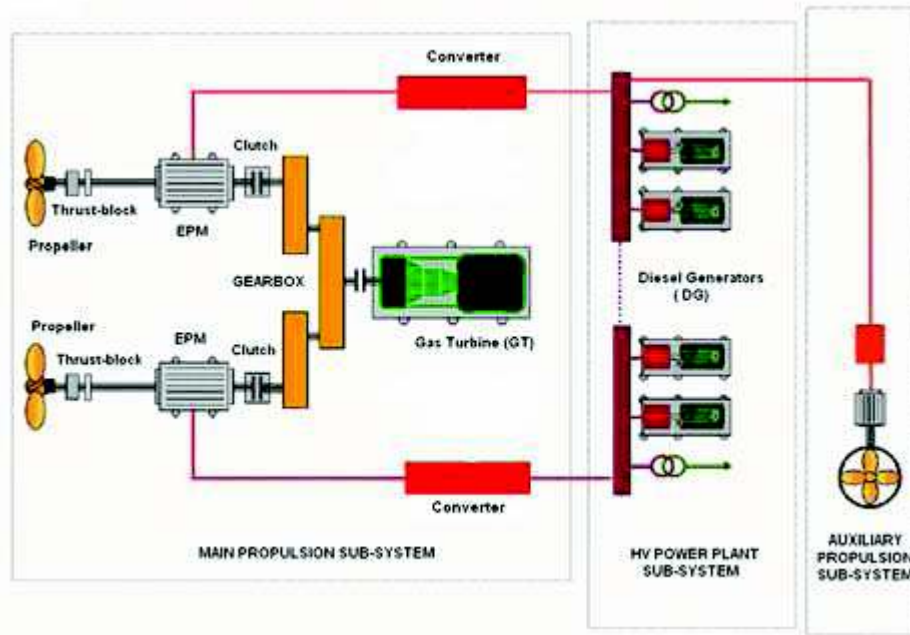 Converter
Clutch
Thrust-block
EPM
Propeller
GEARBOX
Diesel Generators
( DG)
Propeller
EPM
Thrust-block
Clutch
Gas Turbine (GT)
Converter
MAIN PROPULSION SUB-SYSTEM
HV POWER PLANT
SUB-SYSTEM
AUXILIARY
PROPULSION
SUB-SYSTEM